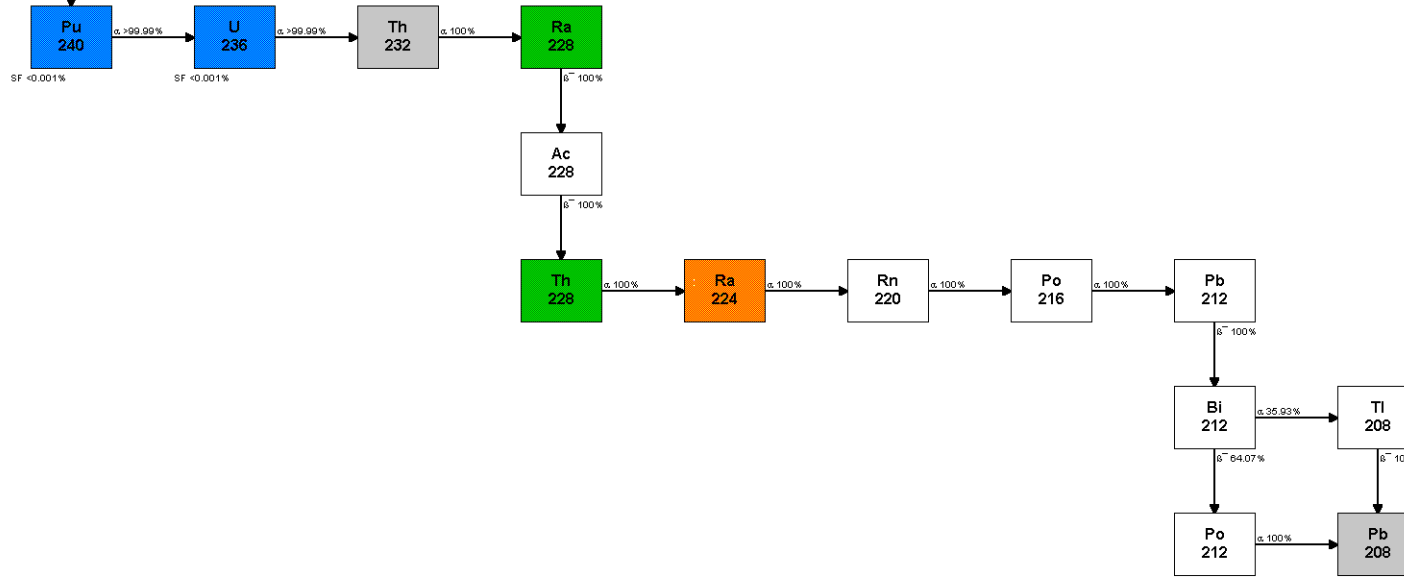 Pu
240
α >99.99%
U
236
α >99.99%
Th
232
α 100%
Ra
228
SF <0.001%
SF <0.001%
β⁻ 100%
Ac
228
β⁻ 100%
Th
228
α 100%
Ra
224
α 100%
Rn
220
α 100%
Po
216
α 100%
Pb
212
β⁻ 100%
Bi
212
α 35.93%
Tl
208
β⁻ 64.07%
β⁻ 10
Po
212
α 100%
Pb
208